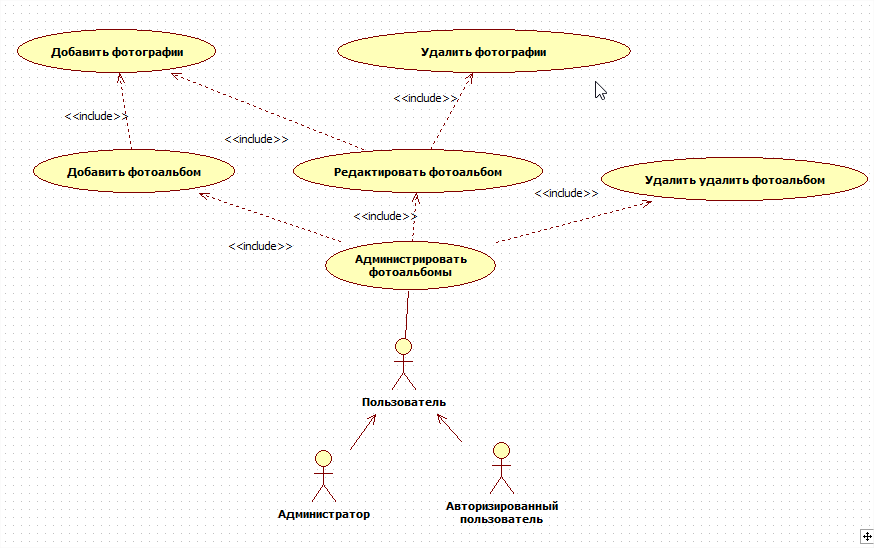 Добавить фотографии
Удалить фотографии
<<include>>
<<include>>
<<include>>
Добавить фотоальбом
Редактировать фотоальбом
Удалить удалить фотоальбом
<<include>>
<<include>>
<<include>>
Администрировать
фотоальбомы
Пользователь
Администратор
Авторизированный
пользователь